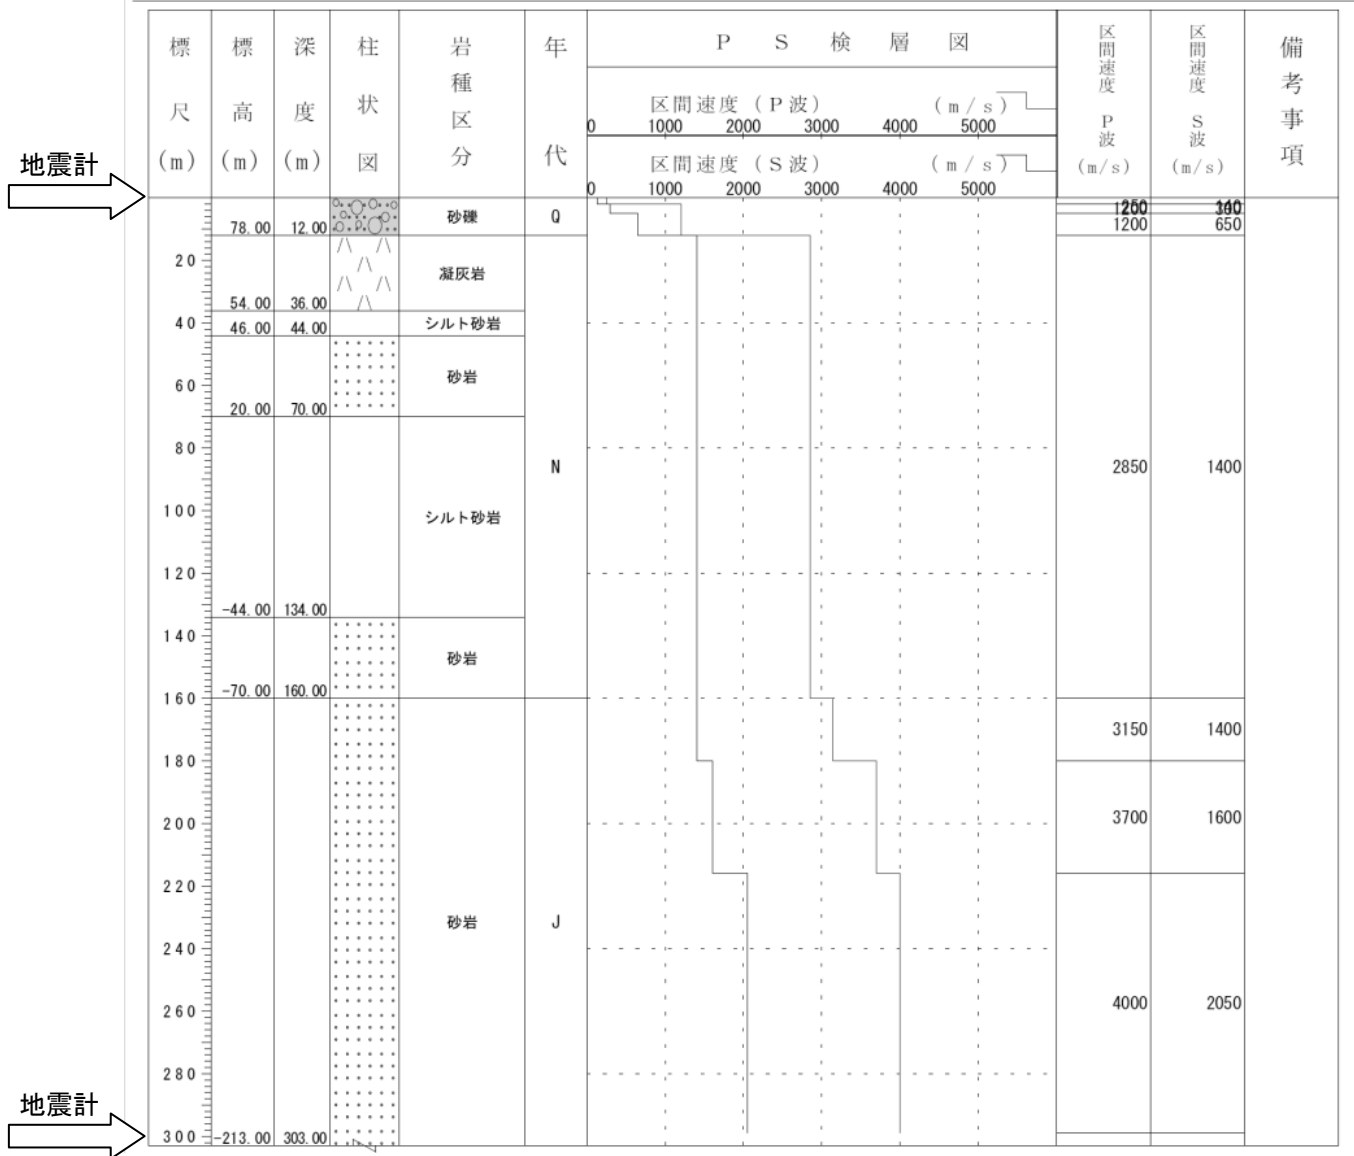 標尺(m)
標高(m)
深度(m)
柱状図
岩種区分
年代
PS検層図
区間速度(P波) (m/s)
0 1000 2000 3000 4000 5000
区間速度(S波) (m/s)
0 1000 2000 3000 4000 5000
区間速度 P波 (m/s)
区間速度 S波 (m/s)
備考事項
地震計
78.00 12.00 砂礫 Q
250 140
1200 300
1200 650
20
凝灰岩
54.00 36.00
40
46.00 44.00 シルト砂岩
砂岩
60
20.00 70.00
80
N 2850 1400
100
シルト砂岩
120
-44.00 134.00
140
砂岩
-70.00 160.00
160
3150 1400
180
3700 1600
200
220
砂岩 J
240
260
4000 2050
280
地震計
300 -213.00 303.00